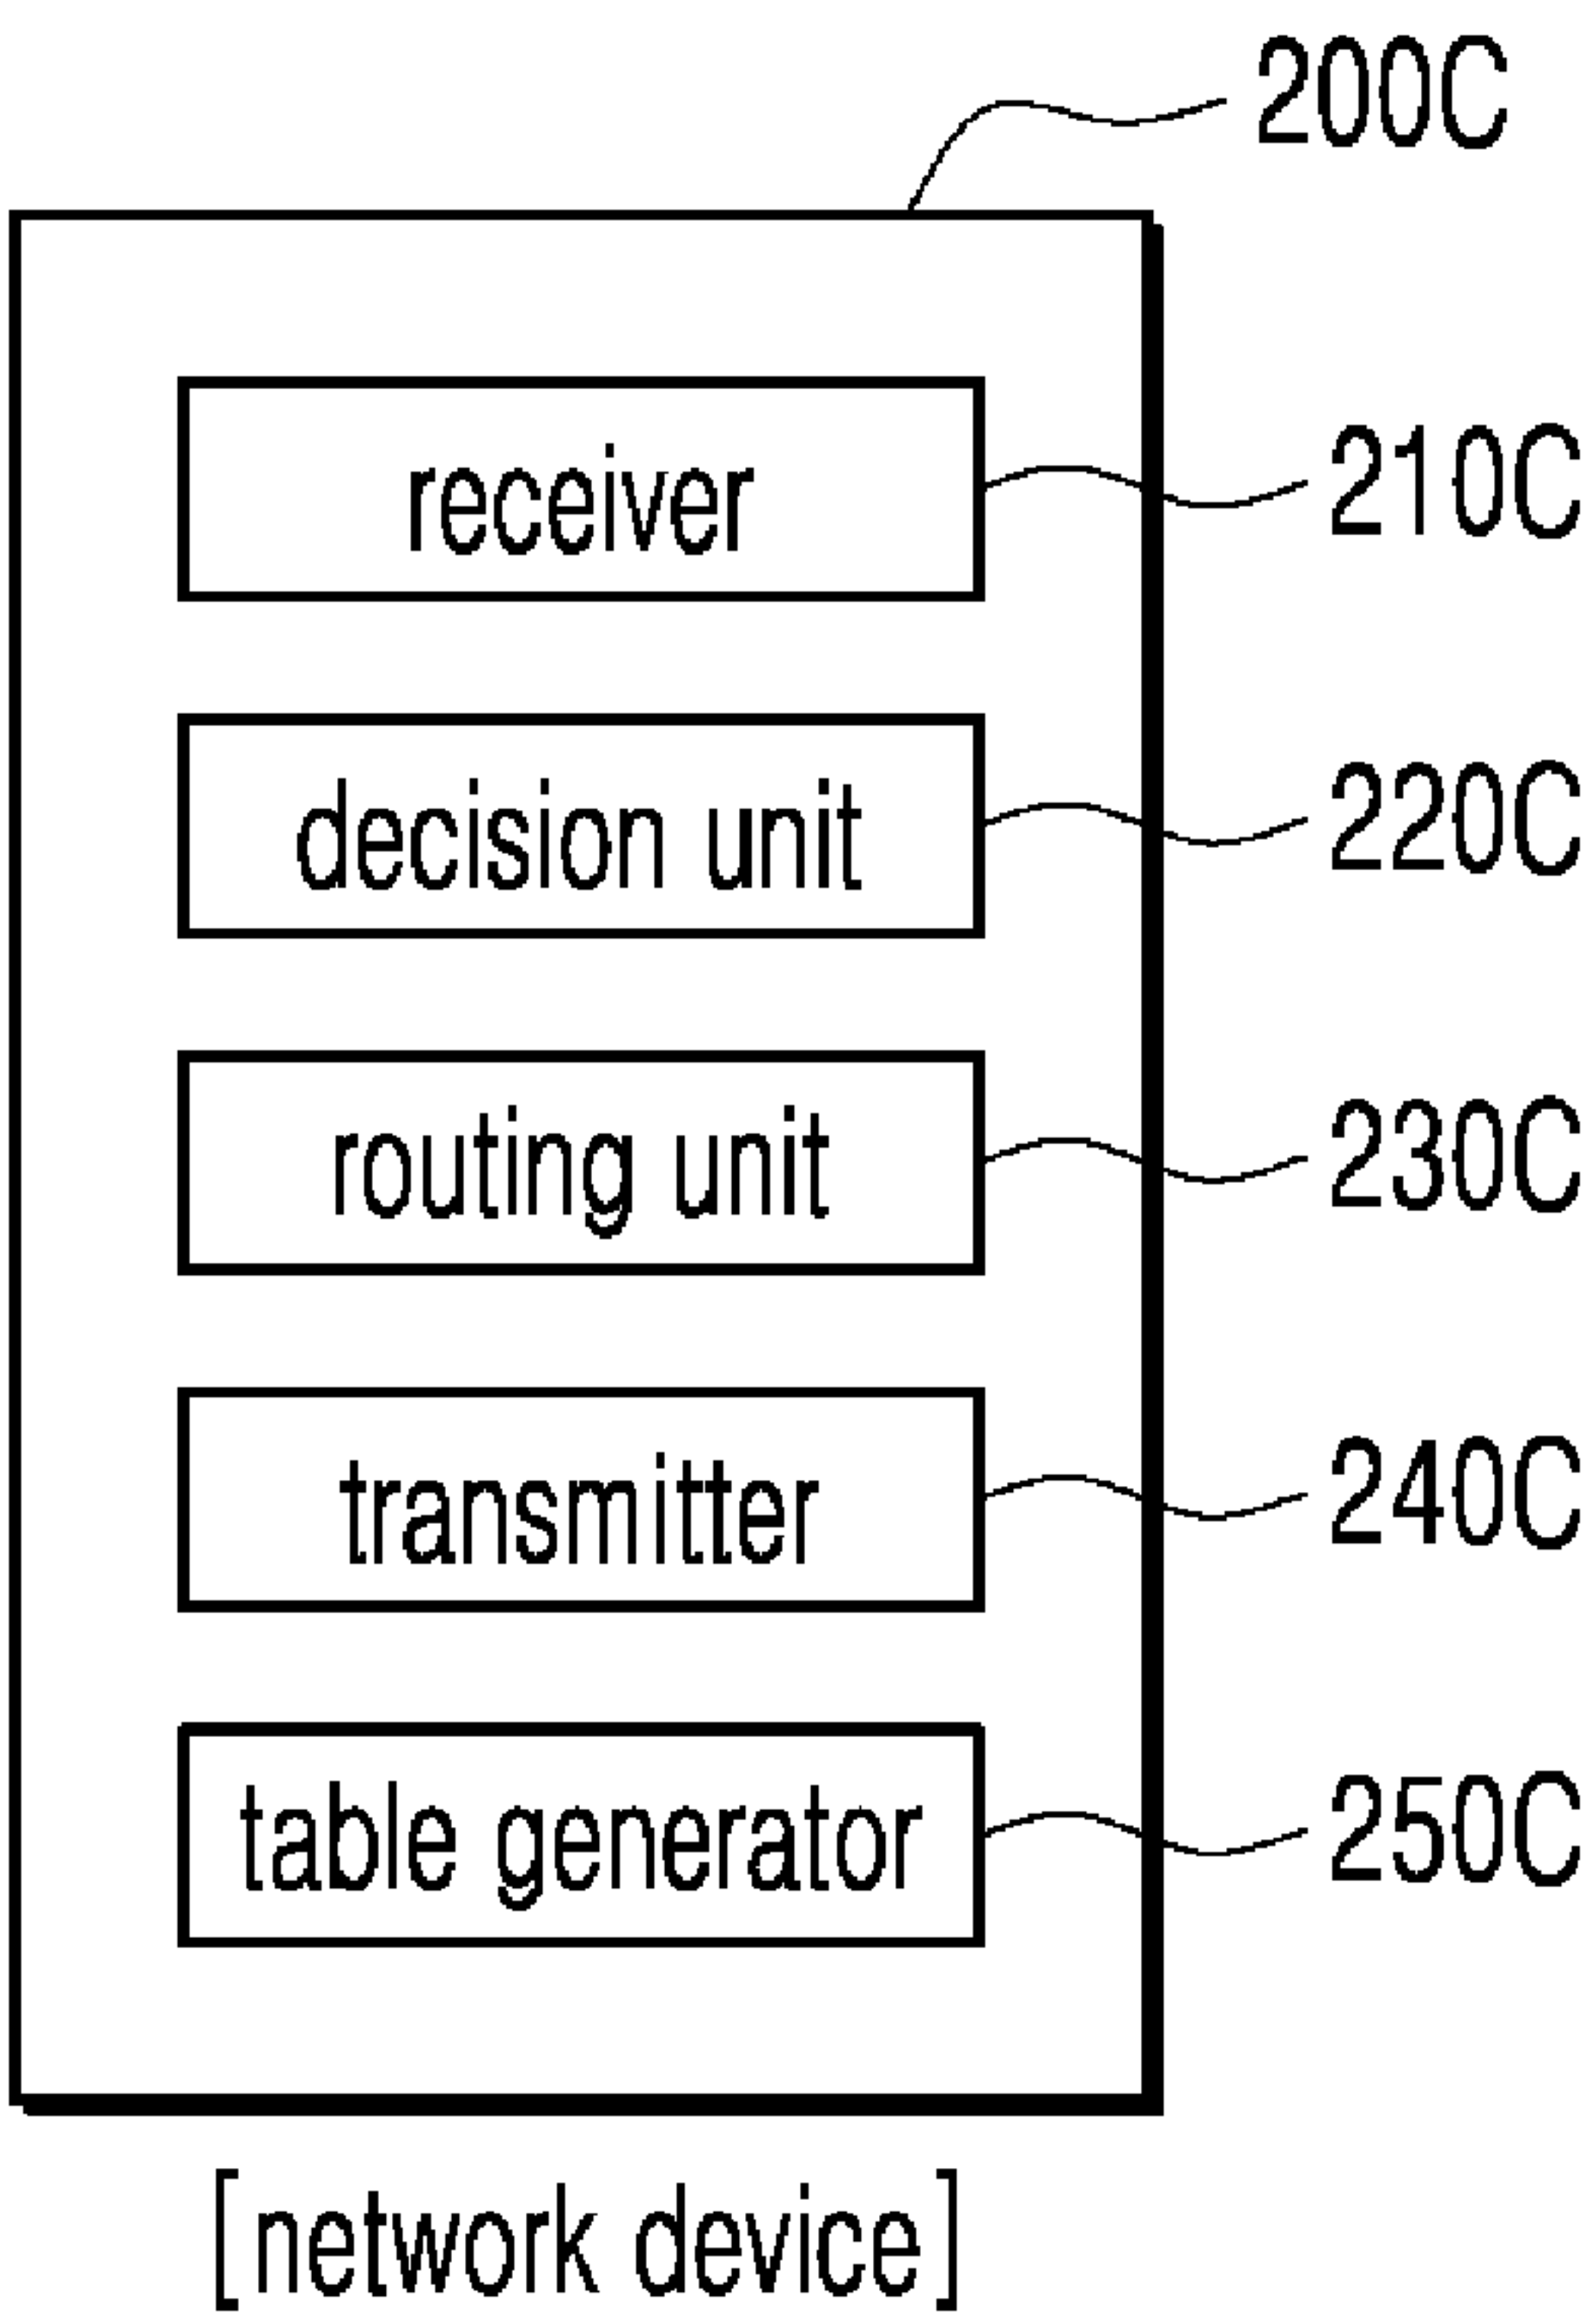 200C
receiver 210C
decision unit 220C
routing unit 230C
transmitter 240C
table generator 250C
[network device]